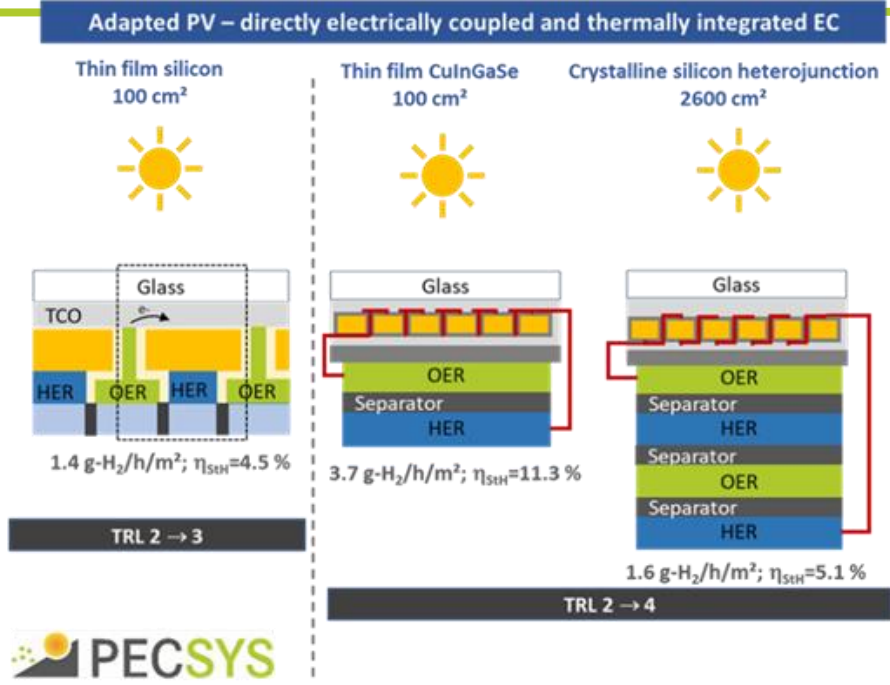 Adapted PV – directly electrically coupled and thermally integrated EC
Thin film silicon
100 cm²
Glass
TCO
e-
HER
OER
HER
OER
1.4 g-H₂/h/m²; ηStH=4.5 %
TRL 2 → 3
Thin film CuInGaSe
100 cm²
Glass
OER
Separator
HER
3.7 g-H₂/h/m²; ηStH=11.3 %
Crystalline silicon heterojunction
2600 cm²
Glass
OER
Separator
HER
Separator
OER
Separator
HER
1.6 g-H₂/h/m²; ηStH=5.1 %
TRL 2 → 4
PECSYS